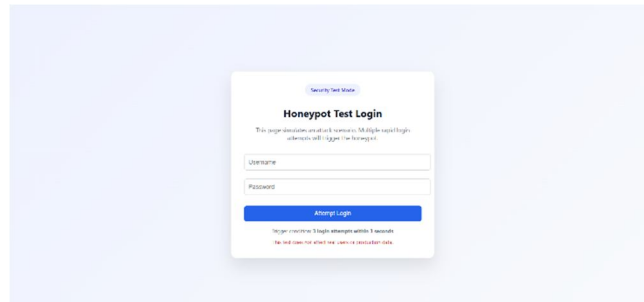 Security Test Mode
Honeypot Test Login
This page simulates an attack scenario. Multiple rapid login
attempts will trigger the honeypot.
Username
Password
Attempt Login
Trigger condition: 3 login attempts within 3 seconds
test does not affect real users or production data.